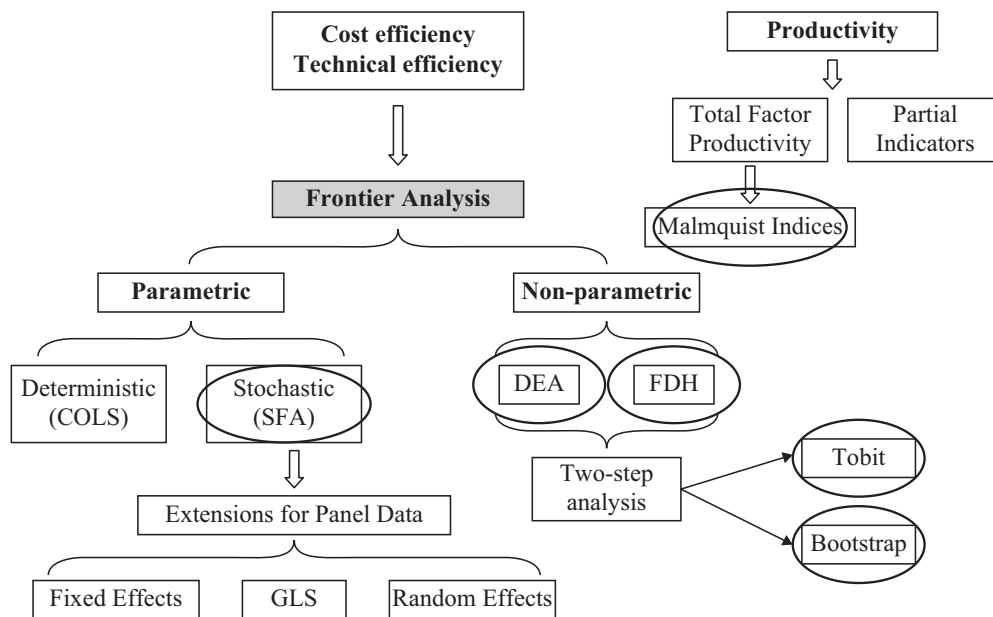 Cost efficiency
Technical efficiency
Productivity
Total Factor
Productivity
Partial
Indicators
Frontier Analysis
Malmquist Indices
Parametric
Non-parametric
Deterministic
(COLS)
Stochastic
(SFA)
DEA
FDH
Two-step
analysis
Tobit
Bootstrap
Extensions for Panel Data
Fixed Effects
GLS
Random Effects